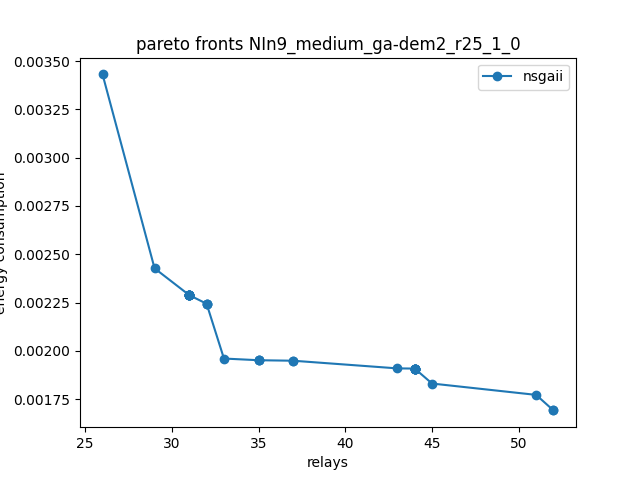 pareto fronts NIn9_medium_ga-dem2_r25_1_0
nsgaii
0.00350
0.00325
0.00300
0.00275
0.00250
0.00225
0.00200
0.00175
energy consumption
25 30 35 40 45 50
relays